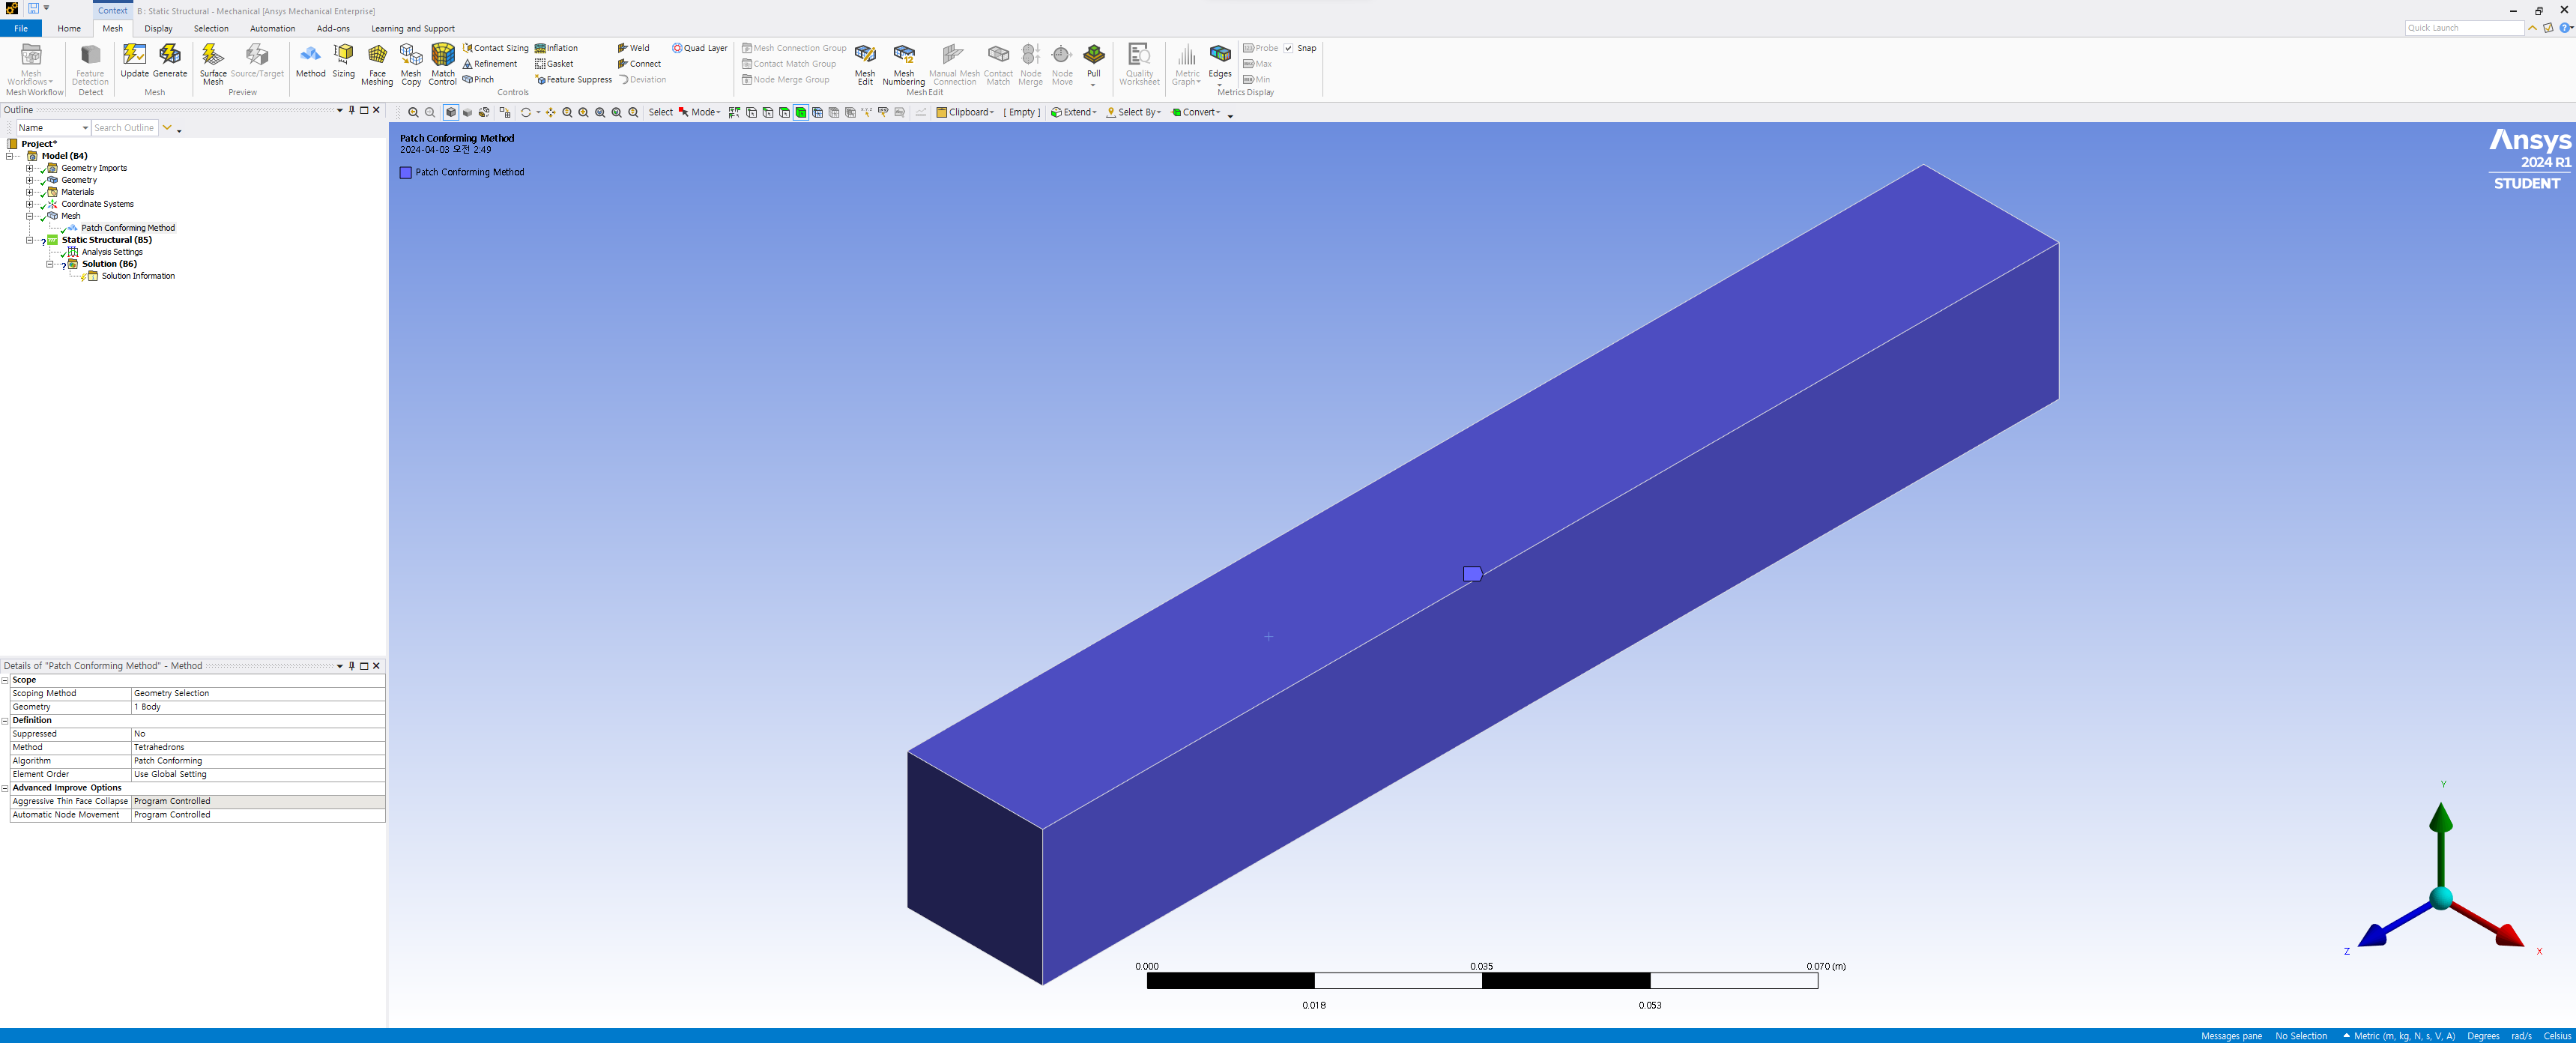 Context
B : Static Structural - Mechanical [Ansys Mechanical Enterprise]
File Home Mesh Display Selection Automation Add-ons Learning and Support
Quick Launch
Mesh Workflows
Mesh Workflow
Feature Detection
Detect
Update Generate
Mesh
Surface Mesh Source/Target
Preview
Method Sizing Face Meshing Mesh Copy Match Control
Contact Sizing Inflation Weld Quad Layer
Refinement Gasket Connect
Pinch Feature Suppress Deviation
Controls
Mesh Connection Group
Contact Match Group
Node Merge Group
Mesh Edit Mesh Numbering Manual Mesh Connection Contact Match Node Merge Node Move Pull
Mesh Edit
Quality Worksheet
Metric Graph Edges
Probe Snap
Max
Min
Metrics Display
Outline
Name Search Outline
Select Mode Clipboard [ Empty ] Extend Select By Convert
Project*
Model (B4)
Geometry Imports
Geometry
Materials
Coordinate Systems
Mesh
Patch Conforming Method
Static Structural (B5)
Analysis Settings
Solution (B6)
Solution Information
Patch Conforming Method
2024-04-03 오전 2:49
Patch Conforming Method
Ansys
2024 R1
STUDENT
Details of "Patch Conforming Method" - Method
Scope
Scoping Method Geometry Selection
Geometry 1 Body
Definition
Suppressed No
Method Tetrahedrons
Algorithm Patch Conforming
Element Order Use Global Setting
Advanced Improve Options
Aggressive Thin Face Collapse Program Controlled
Automatic Node Movement Program Controlled
0.000 0.035 0.070 (m)
0.018 0.053
Y
Z
X
Messages pane No Selection Metric (m, kg, N, s, V, A) Degrees rad/s Celsius